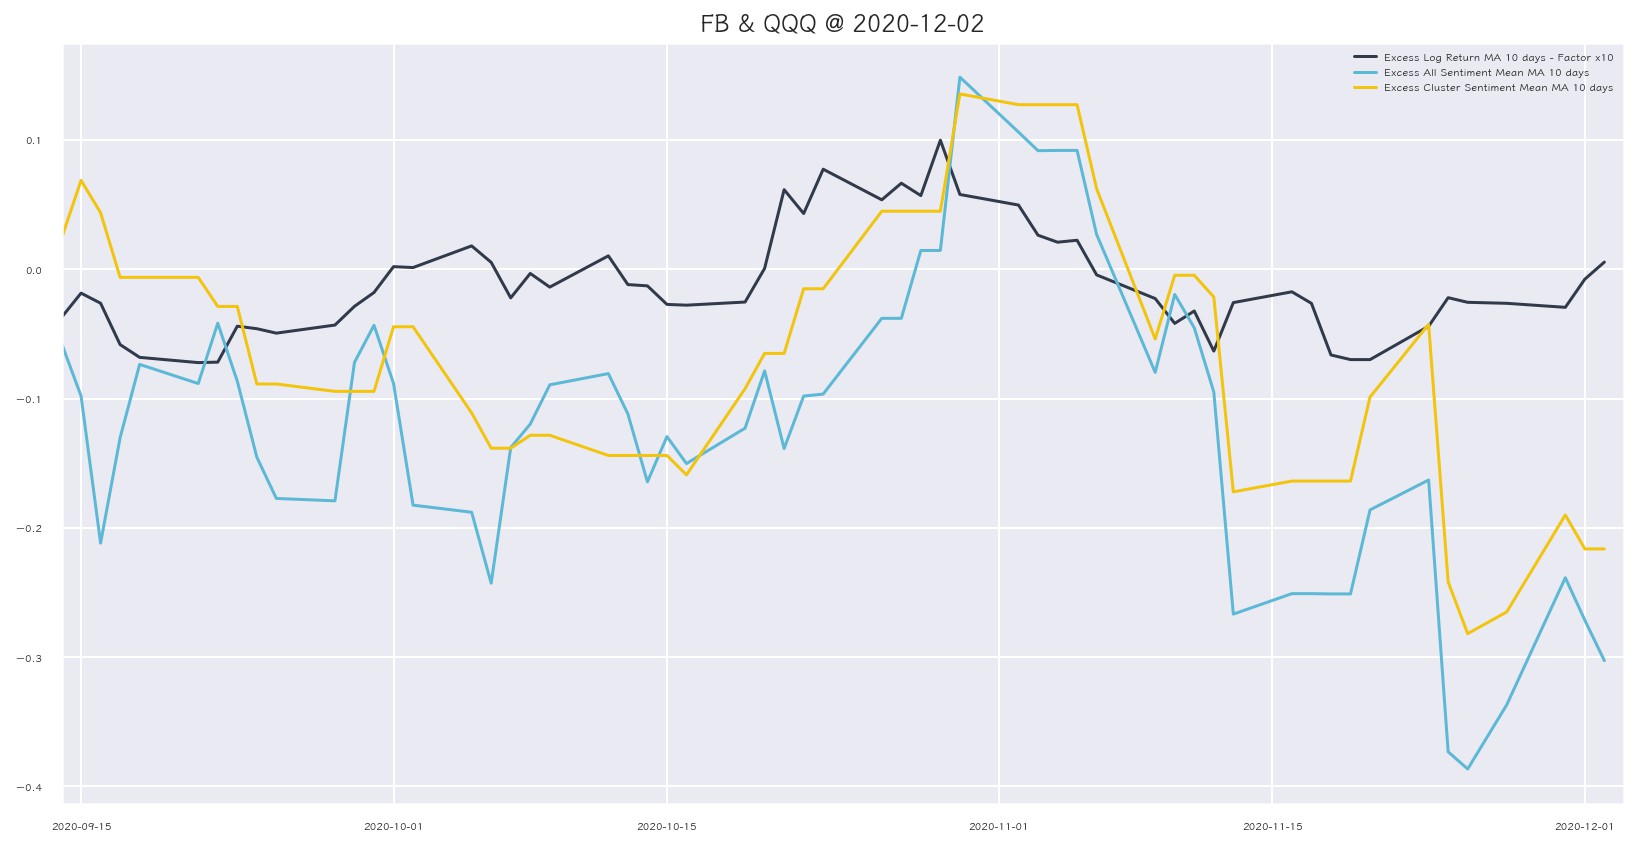 FB & QQQ @ 2020-12-02
Excess Log Return MA 10 days - Factor x10
Excess All Sentiment Mean MA 10 days
Excess Cluster Sentiment Mean MA 10 days
0.1
0.0
−0.1
−0.2
−0.3
−0.4
2020-09-15 2020-10-01 2020-10-15 2020-11-01 2020-11-15 2020-12-01